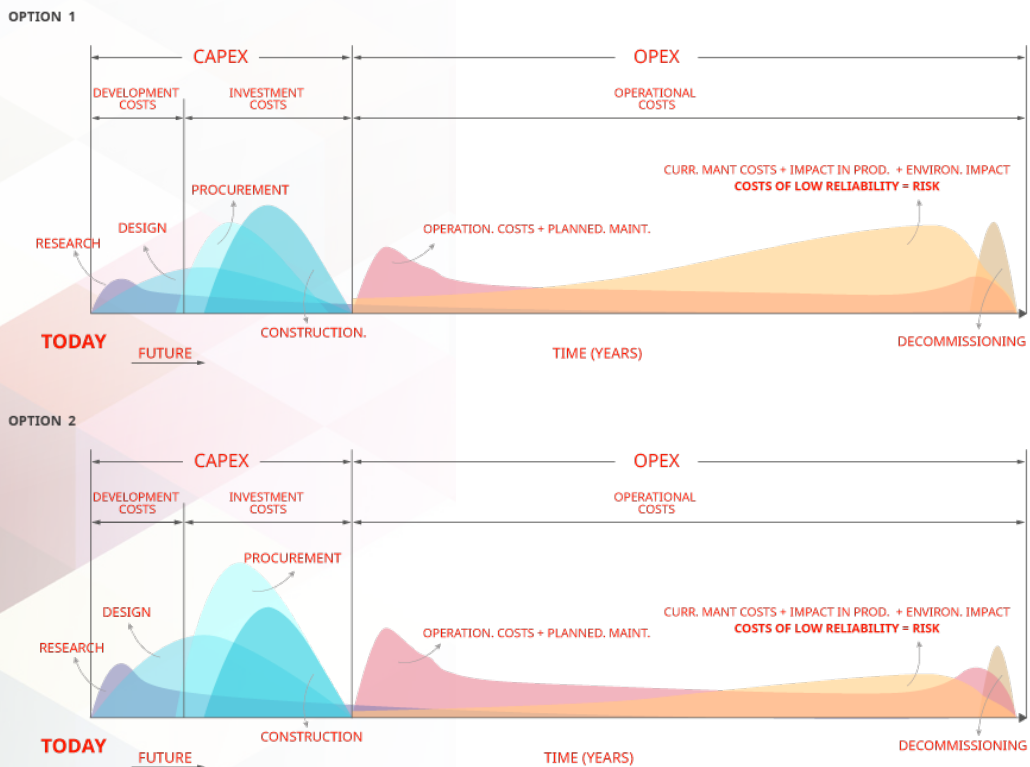 OPTION 1
CAPEX
OPEX
DEVELOPMENT
COSTS
INVESTMENT
COSTS
OPERATIONAL
COSTS
CURR. MANT COSTS + IMPACT IN PROD. + ENVIRON. IMPACT
COSTS OF LOW RELIABILITY = RISK
PROCUREMENT
DESIGN
OPERATION. COSTS + PLANNED. MAINT.
RESEARCH
CONSTRUCTION.
TODAY
DECOMMISSIONING
FUTURE
TIME (YEARS)
OPTION 2
CAPEX
OPEX
DEVELOPMENT
COSTS
INVESTMENT
COSTS
OPERATIONAL
COSTS
PROCUREMENT
DESIGN
CURR. MANT COSTS + IMPACT IN PROD. + ENVIRON. IMPACT
COSTS OF LOW RELIABILITY = RISK
OPERATION. COSTS + PLANNED. MAINT.
RESEARCH
CONSTRUCTION
TODAY
DECOMMISSIONING
FUTURE
TIME (YEARS)